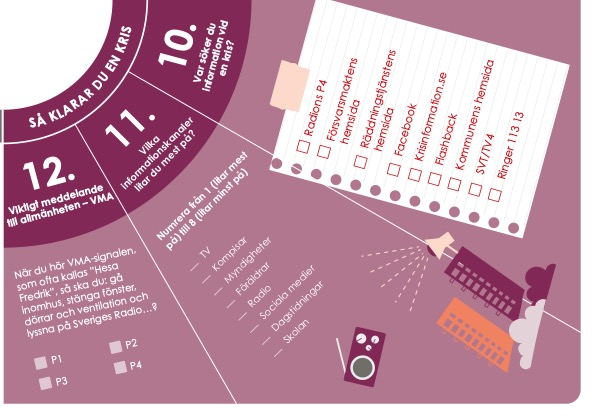 SÅ KLARAR DU EN KRIS
10.
Var söker du
information vid
en kris?
Radions P4
Försvarsmaktens
hemsida
Räddningstjänstens
hemsida
Facebook
Krisinformation.se
Flashback
Kommunens hemsida
SVT/TV4
Ringer 113 13
11.
Vilka
informationskanaler
litar du mest på?
Numrera från 1 (litar mest
på) till 8 (litar minst på)
TV
Kompisar
Myndigheter
Föräldrar
Radio
Sociala medier
Dagstidningar
Skolan
12.
Viktigt meddelande
till allmänheten – VMA
När du hör VMA-signalen,
som ofta kallas "Hesa
Fredrik", så ska du: gå
inomhus, stänga fönster,
dörrar och ventilation och
lyssna på Sveriges Radio...?
P1
P2
P3
P4